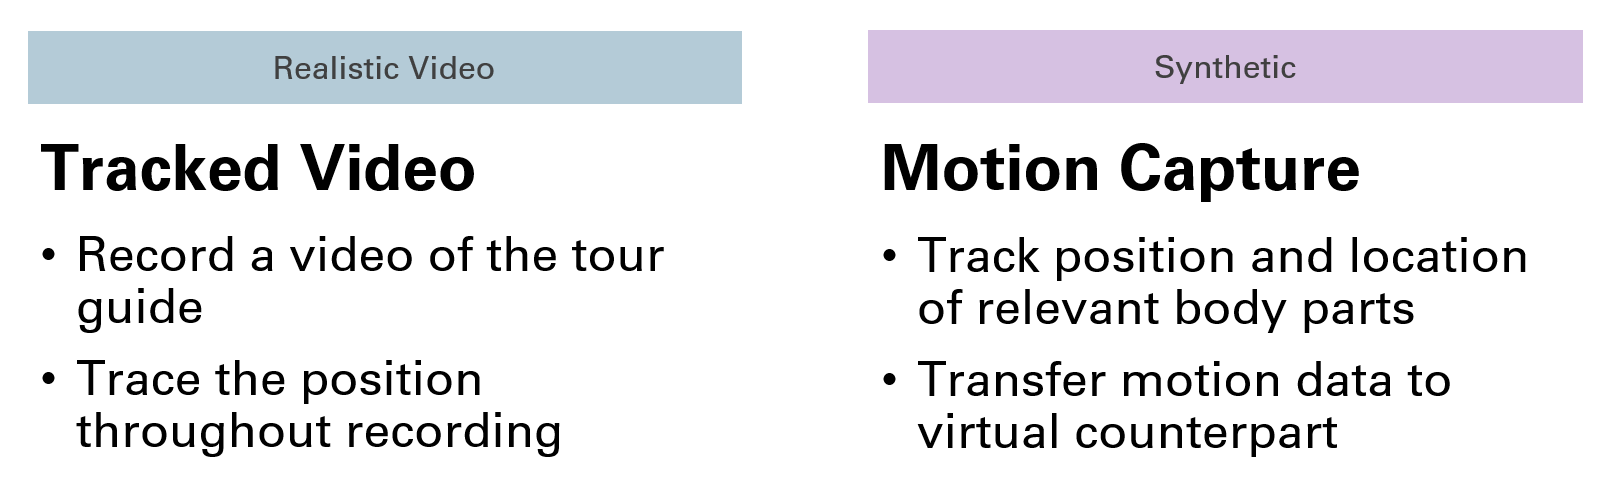 Realistic Video
Tracked Video
• Record a video of the tour
guide
• Trace the position
throughout recording
Synthetic
Motion Capture
• Track position and location
of relevant body parts
• Transfer motion data to
virtual counterpart